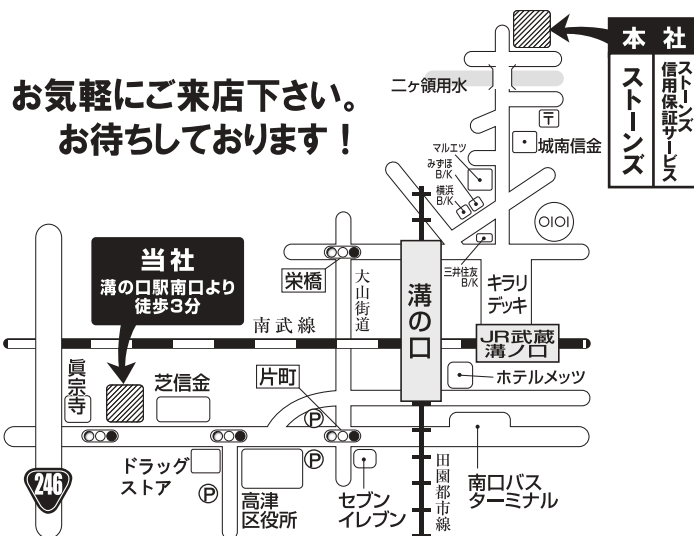 お気軽にご来店下さい。
お待ちしております！
本社
ストーンズ
信用保証サービス
ストーンズ
二ヶ領用水
〒
城南信金
マルエツ
みずほ
B/K
横浜
B/K
OIOI
三井住友
B/K
キラリ
デッキ
当社
溝の口駅南口より
徒歩3分
栄橋
大山街道
溝の口
南武線
JR武蔵
溝ノ口
ホテルメッツ
眞宗寺
芝信金
片町
P
246
ドラッグ
ストア
P
高津
区役所
P
セブン
イレブン
田園都市線
南口バス
ターミナル